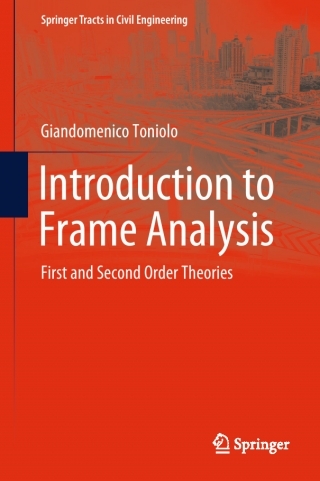 Springer Tracts in Civil Engineering
Giandomenico Toniolo
Introduction to
Frame Analysis
First and Second Order Theories
Springer